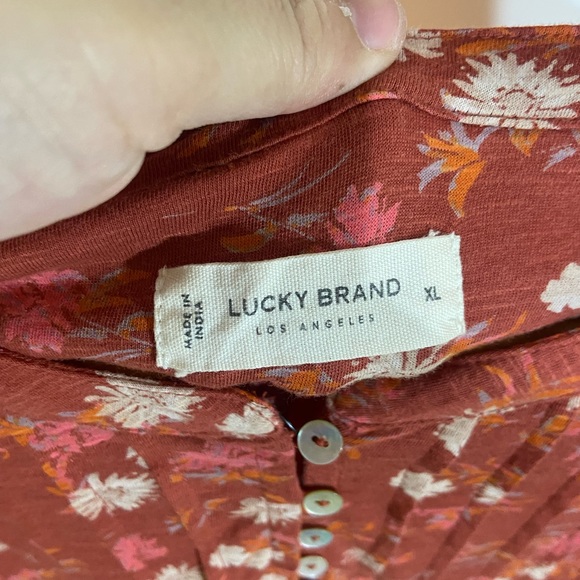 MADE IN
INDIA
LUCKY BRAND
LOS ANGELES
XL